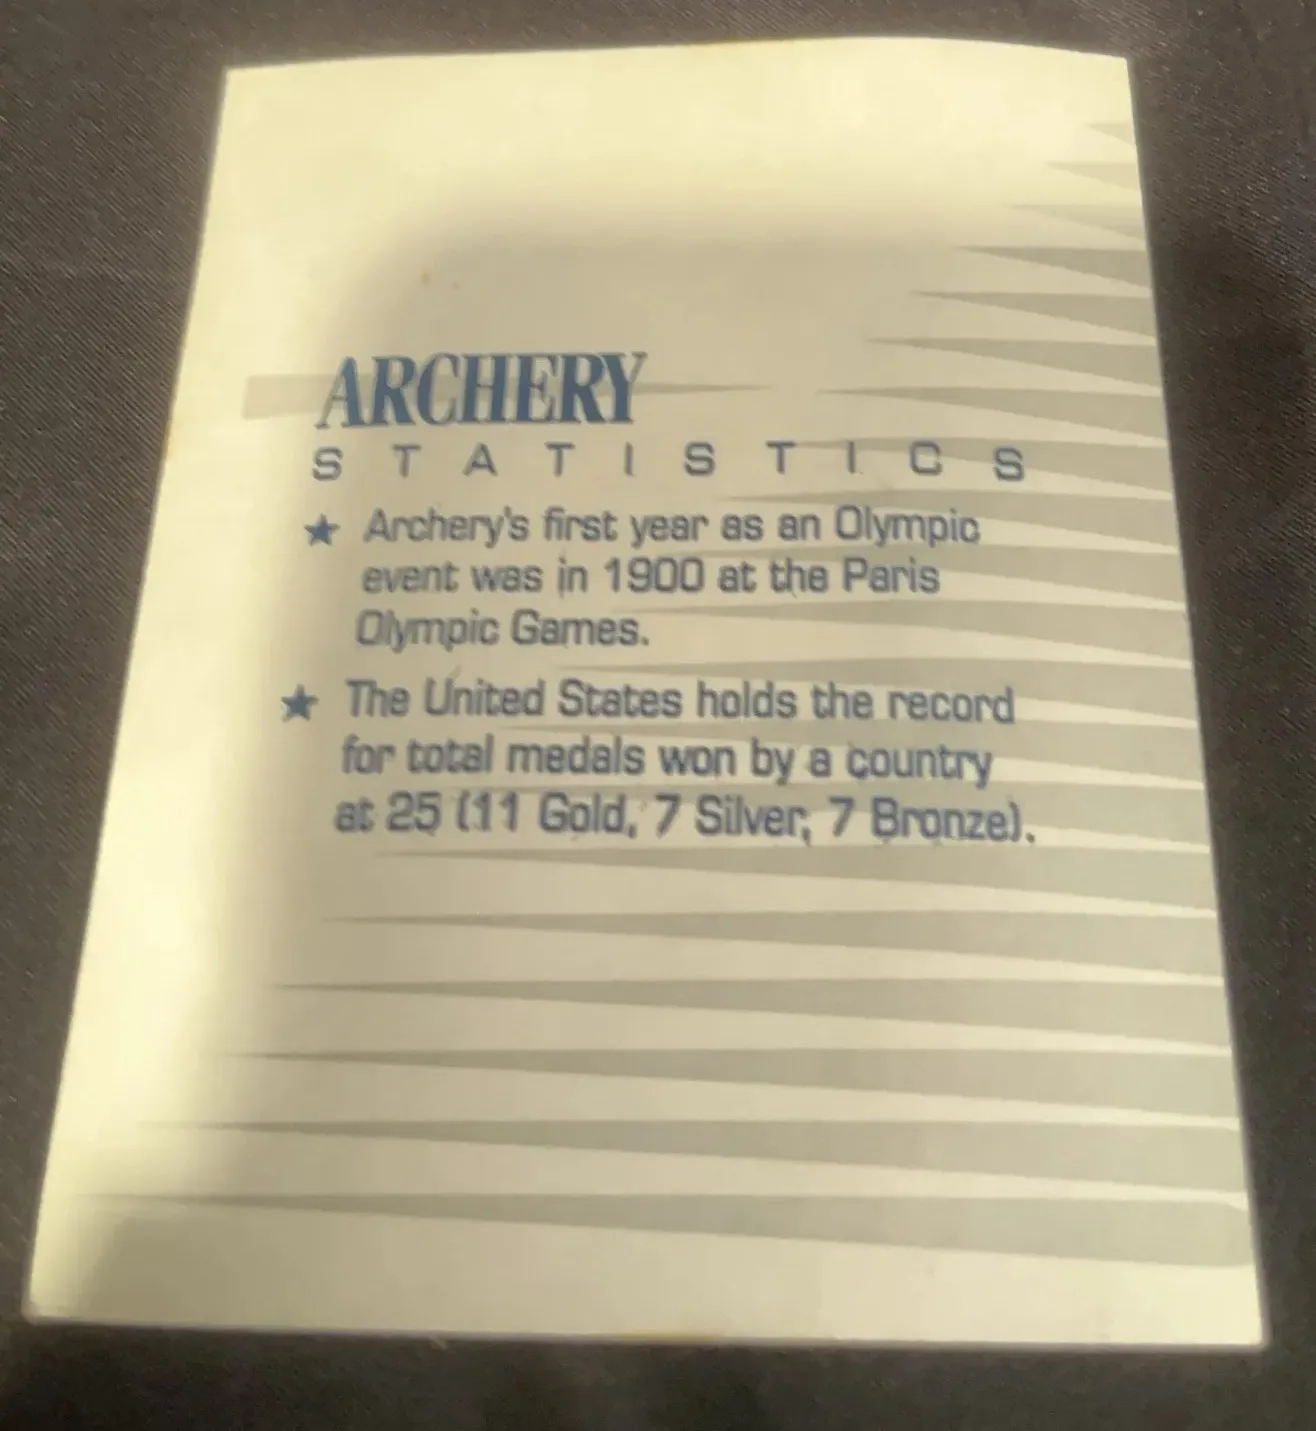 ARCHERY
STATISTICS
★ Archery's first year as an Olympic
event was in 1900 at the Paris
Olympic Games.
★ The United States holds the record
for total medals won by a country
at 25 (11 Gold, 7 Silver, 7 Bronze).